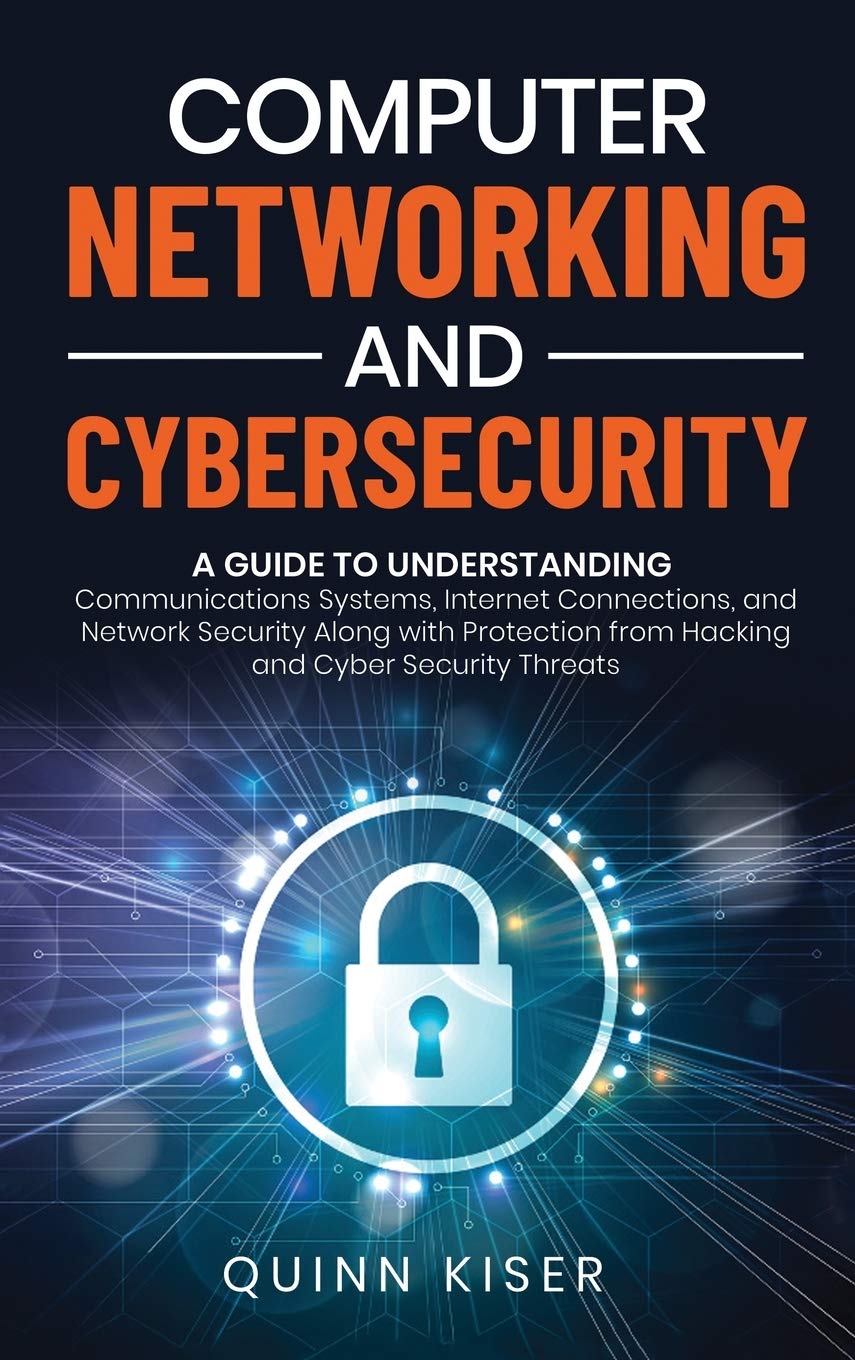 COMPUTER
NETWORKING
AND
CYBERSECURITY
A GUIDE TO UNDERSTANDING
Communications Systems, Internet Connections, and
Network Security Along with Protection from Hacking
and Cyber Security Threats
QUINN KISER